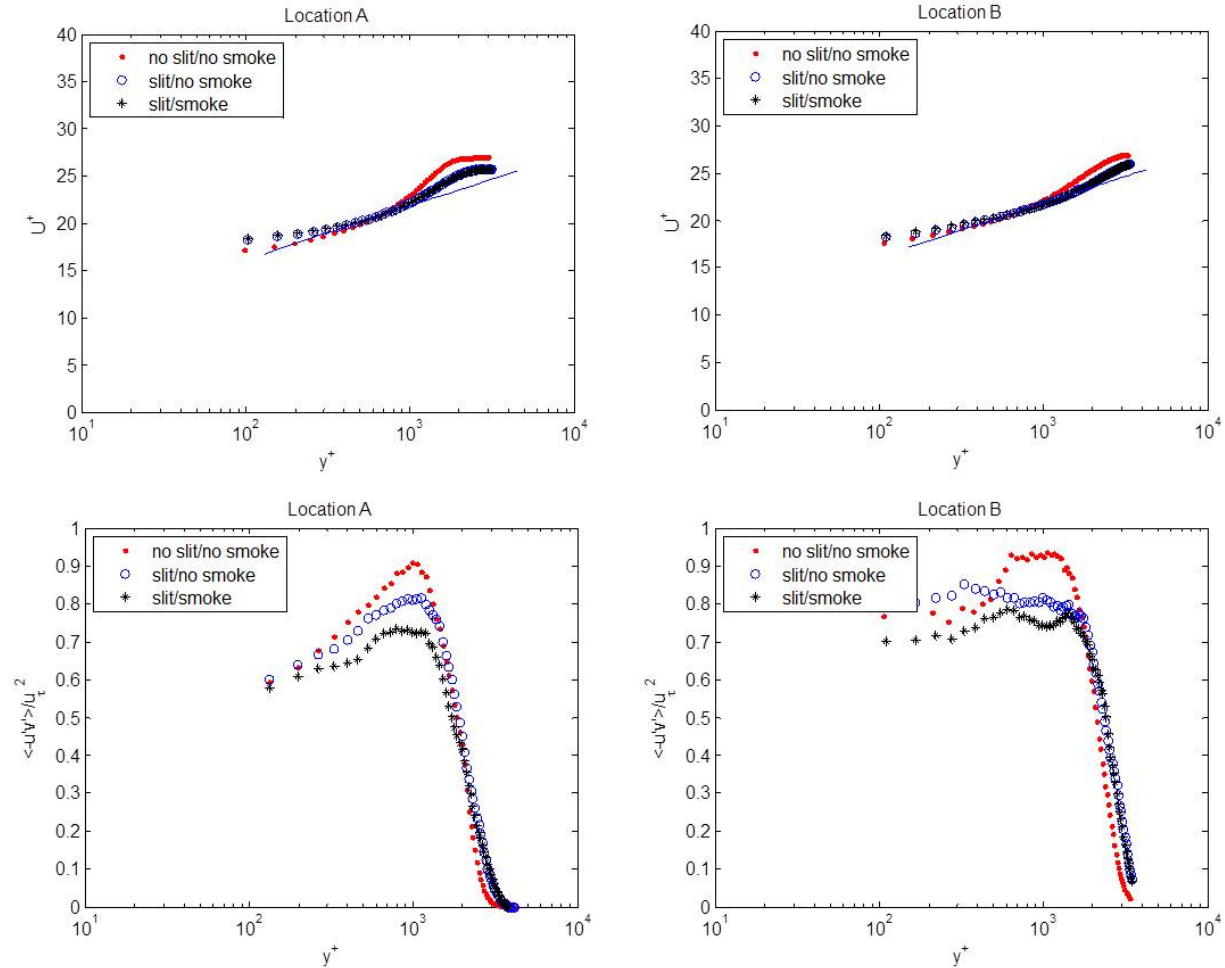 Location A
40
35
30
25
20
15
10
5
0
U⁺
no slit/no smoke
slit/no smoke
slit/smoke
10¹ 10² 10³ 10⁴
y⁺
Location B
40
35
30
25
20
15
10
5
0
U⁺
no slit/no smoke
slit/no smoke
slit/smoke
10¹ 10² 10³ 10⁴
y⁺
Location A
1
0.9
0.8
0.7
0.6
0.5
0.4
0.3
0.2
0.1
0
<-u'v'>/u_τ²
no slit/no smoke
slit/no smoke
slit/smoke
10¹ 10² 10³ 10⁴
y⁺
Location B
1
0.9
0.8
0.7
0.6
0.5
0.4
0.3
0.2
0.1
0
<-u'v'>/u_τ²
no slit/no smoke
slit/no smoke
slit/smoke
10¹ 10² 10³ 10⁴
y⁺